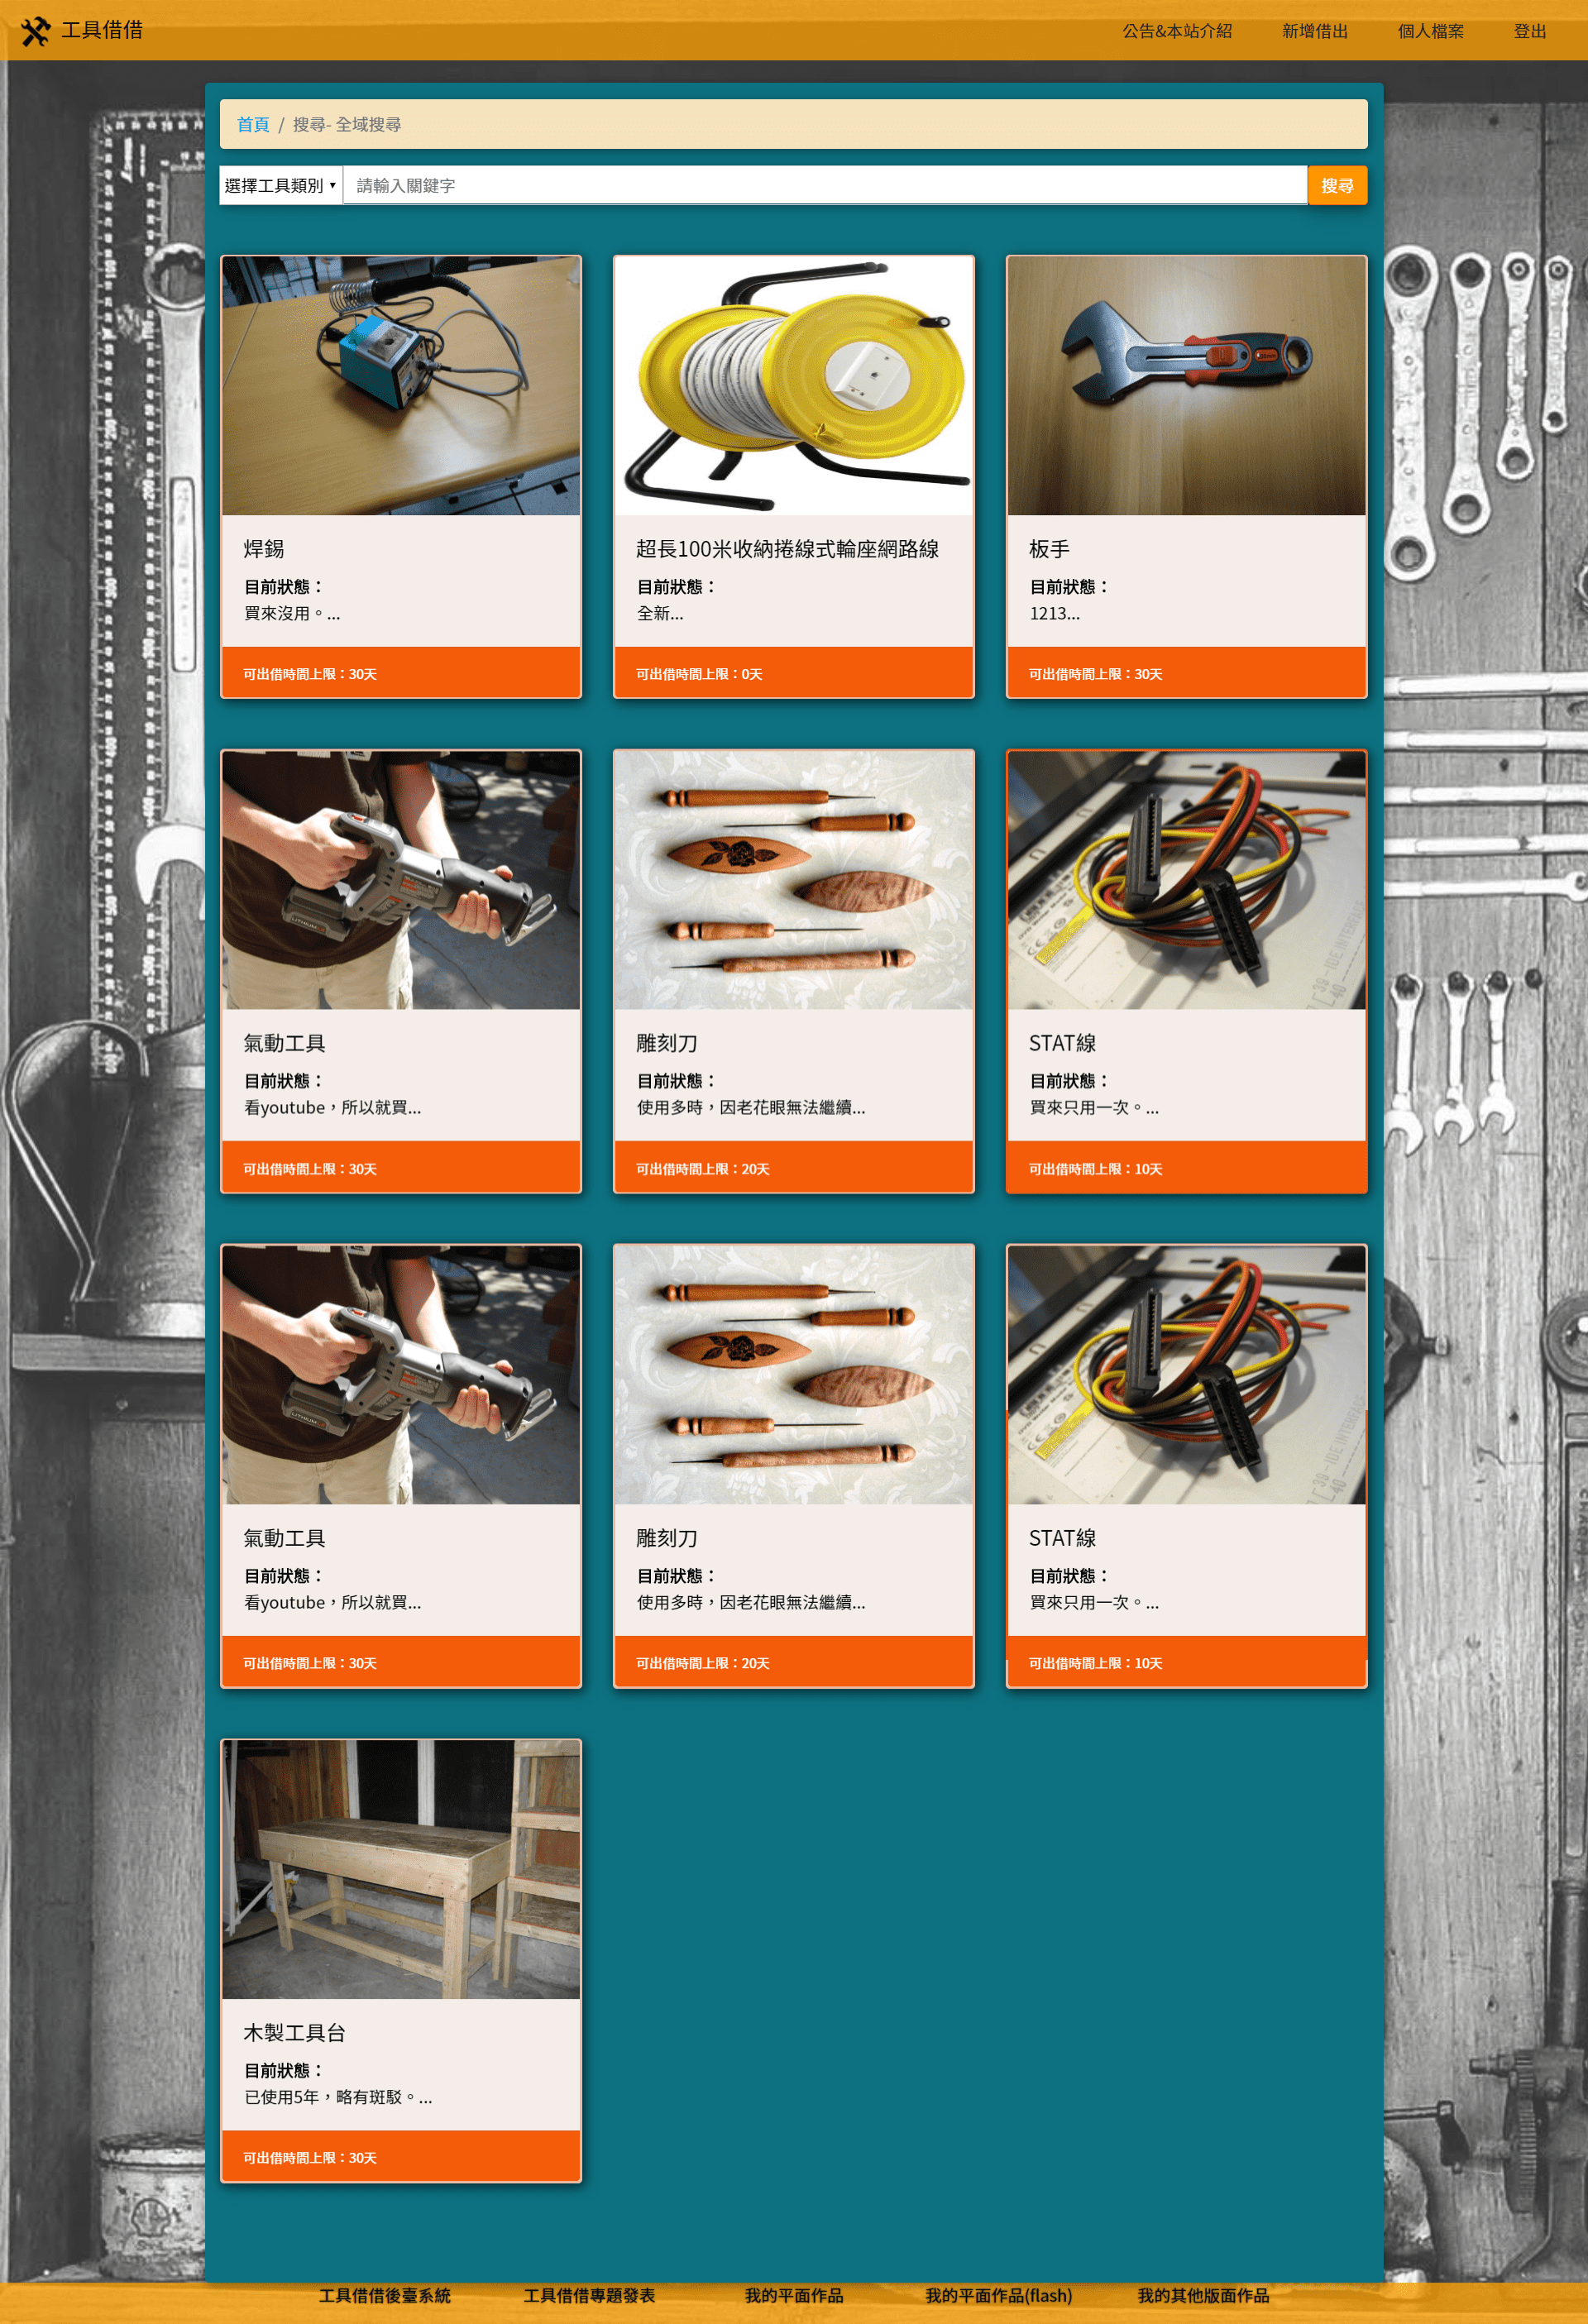 工具借借
公告&本站介紹 新增借出 個人檔案 登出
首頁 / 搜尋- 全域搜尋
選擇工具類別 請輸入關鍵字 搜尋
焊錫
目前狀態：
買來沒用。...
可出借時間上限：30天
超長100米收納捲線式輪座網路線
目前狀態：
全新...
可出借時間上限：0天
板手
目前狀態：
1213...
可出借時間上限：30天
氣動工具
目前狀態：
看youtube，所以就買...
可出借時間上限：30天
雕刻刀
目前狀態：
使用多時，因老花眼無法繼續...
可出借時間上限：20天
STAT線
目前狀態：
買來只用一次。...
可出借時間上限：10天
氣動工具
目前狀態：
看youtube，所以就買...
可出借時間上限：30天
雕刻刀
目前狀態：
使用多時，因老花眼無法繼續...
可出借時間上限：20天
STAT線
目前狀態：
買來只用一次。...
可出借時間上限：10天
木製工具台
目前狀態：
已使用5年，略有斑駁。...
可出借時間上限：30天
工具借借後臺系統 工具借借專題發表 我的平面作品 我的平面作品(flash) 我的其他版面作品